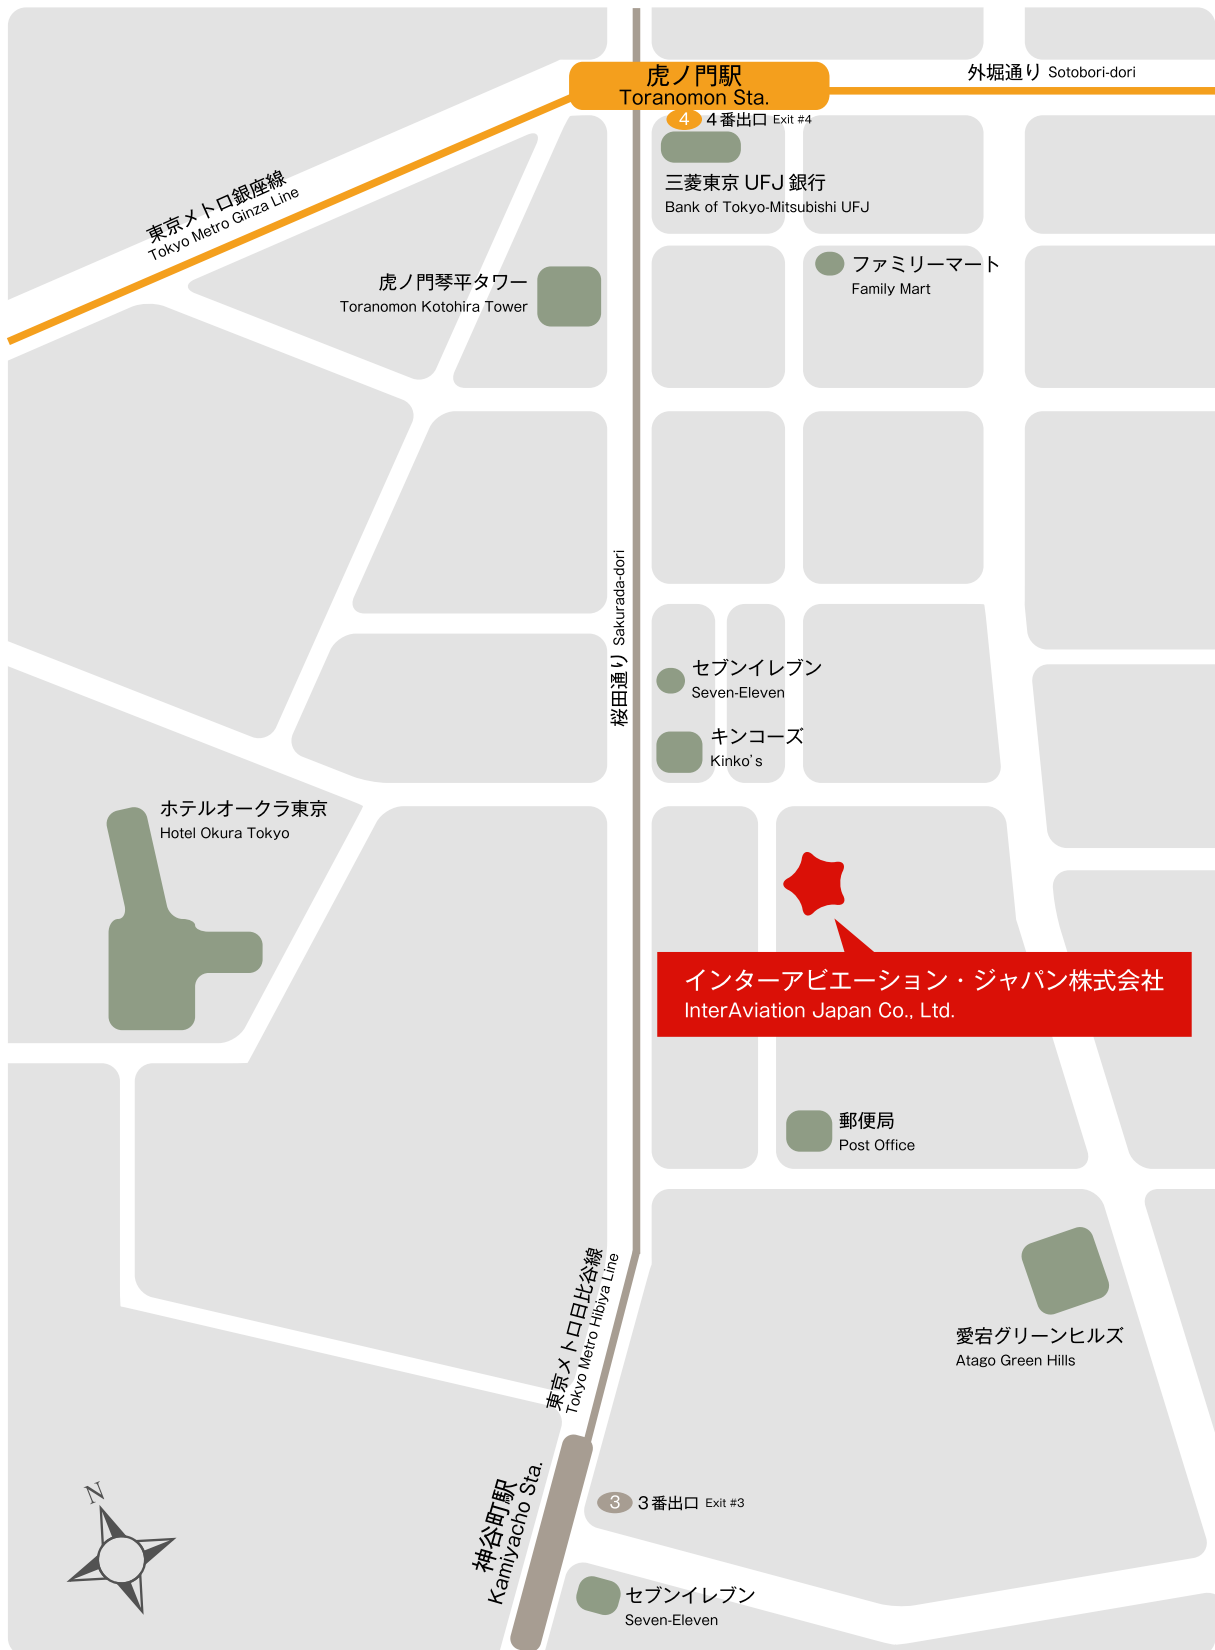 虎ノ門駅
Toranomon Sta.
外堀通り Sotobori-dori
4 4番出口 Exit #4
三菱東京 UFJ 銀行
Bank of Tokyo-Mitsubishi UFJ
東京メトロ銀座線
Tokyo Metro Ginza Line
ファミリーマート
Family Mart
虎ノ門琴平タワー
Toranomon Kotohira Tower
桜田通り Sakurada-dori
セブンイレブン
Seven-Eleven
キンコーズ
Kinko's
ホテルオークラ東京
Hotel Okura Tokyo
インターアビエーション・ジャパン株式会社
InterAviation Japan Co., Ltd.
郵便局
Post Office
東京メトロ日比谷線
Tokyo Metro Hibiya Line
愛宕グリーンヒルズ
Atago Green Hills
神谷町駅
Kamiyacho Sta.
3 3番出口 Exit #3
N
セブンイレブン
Seven-Eleven